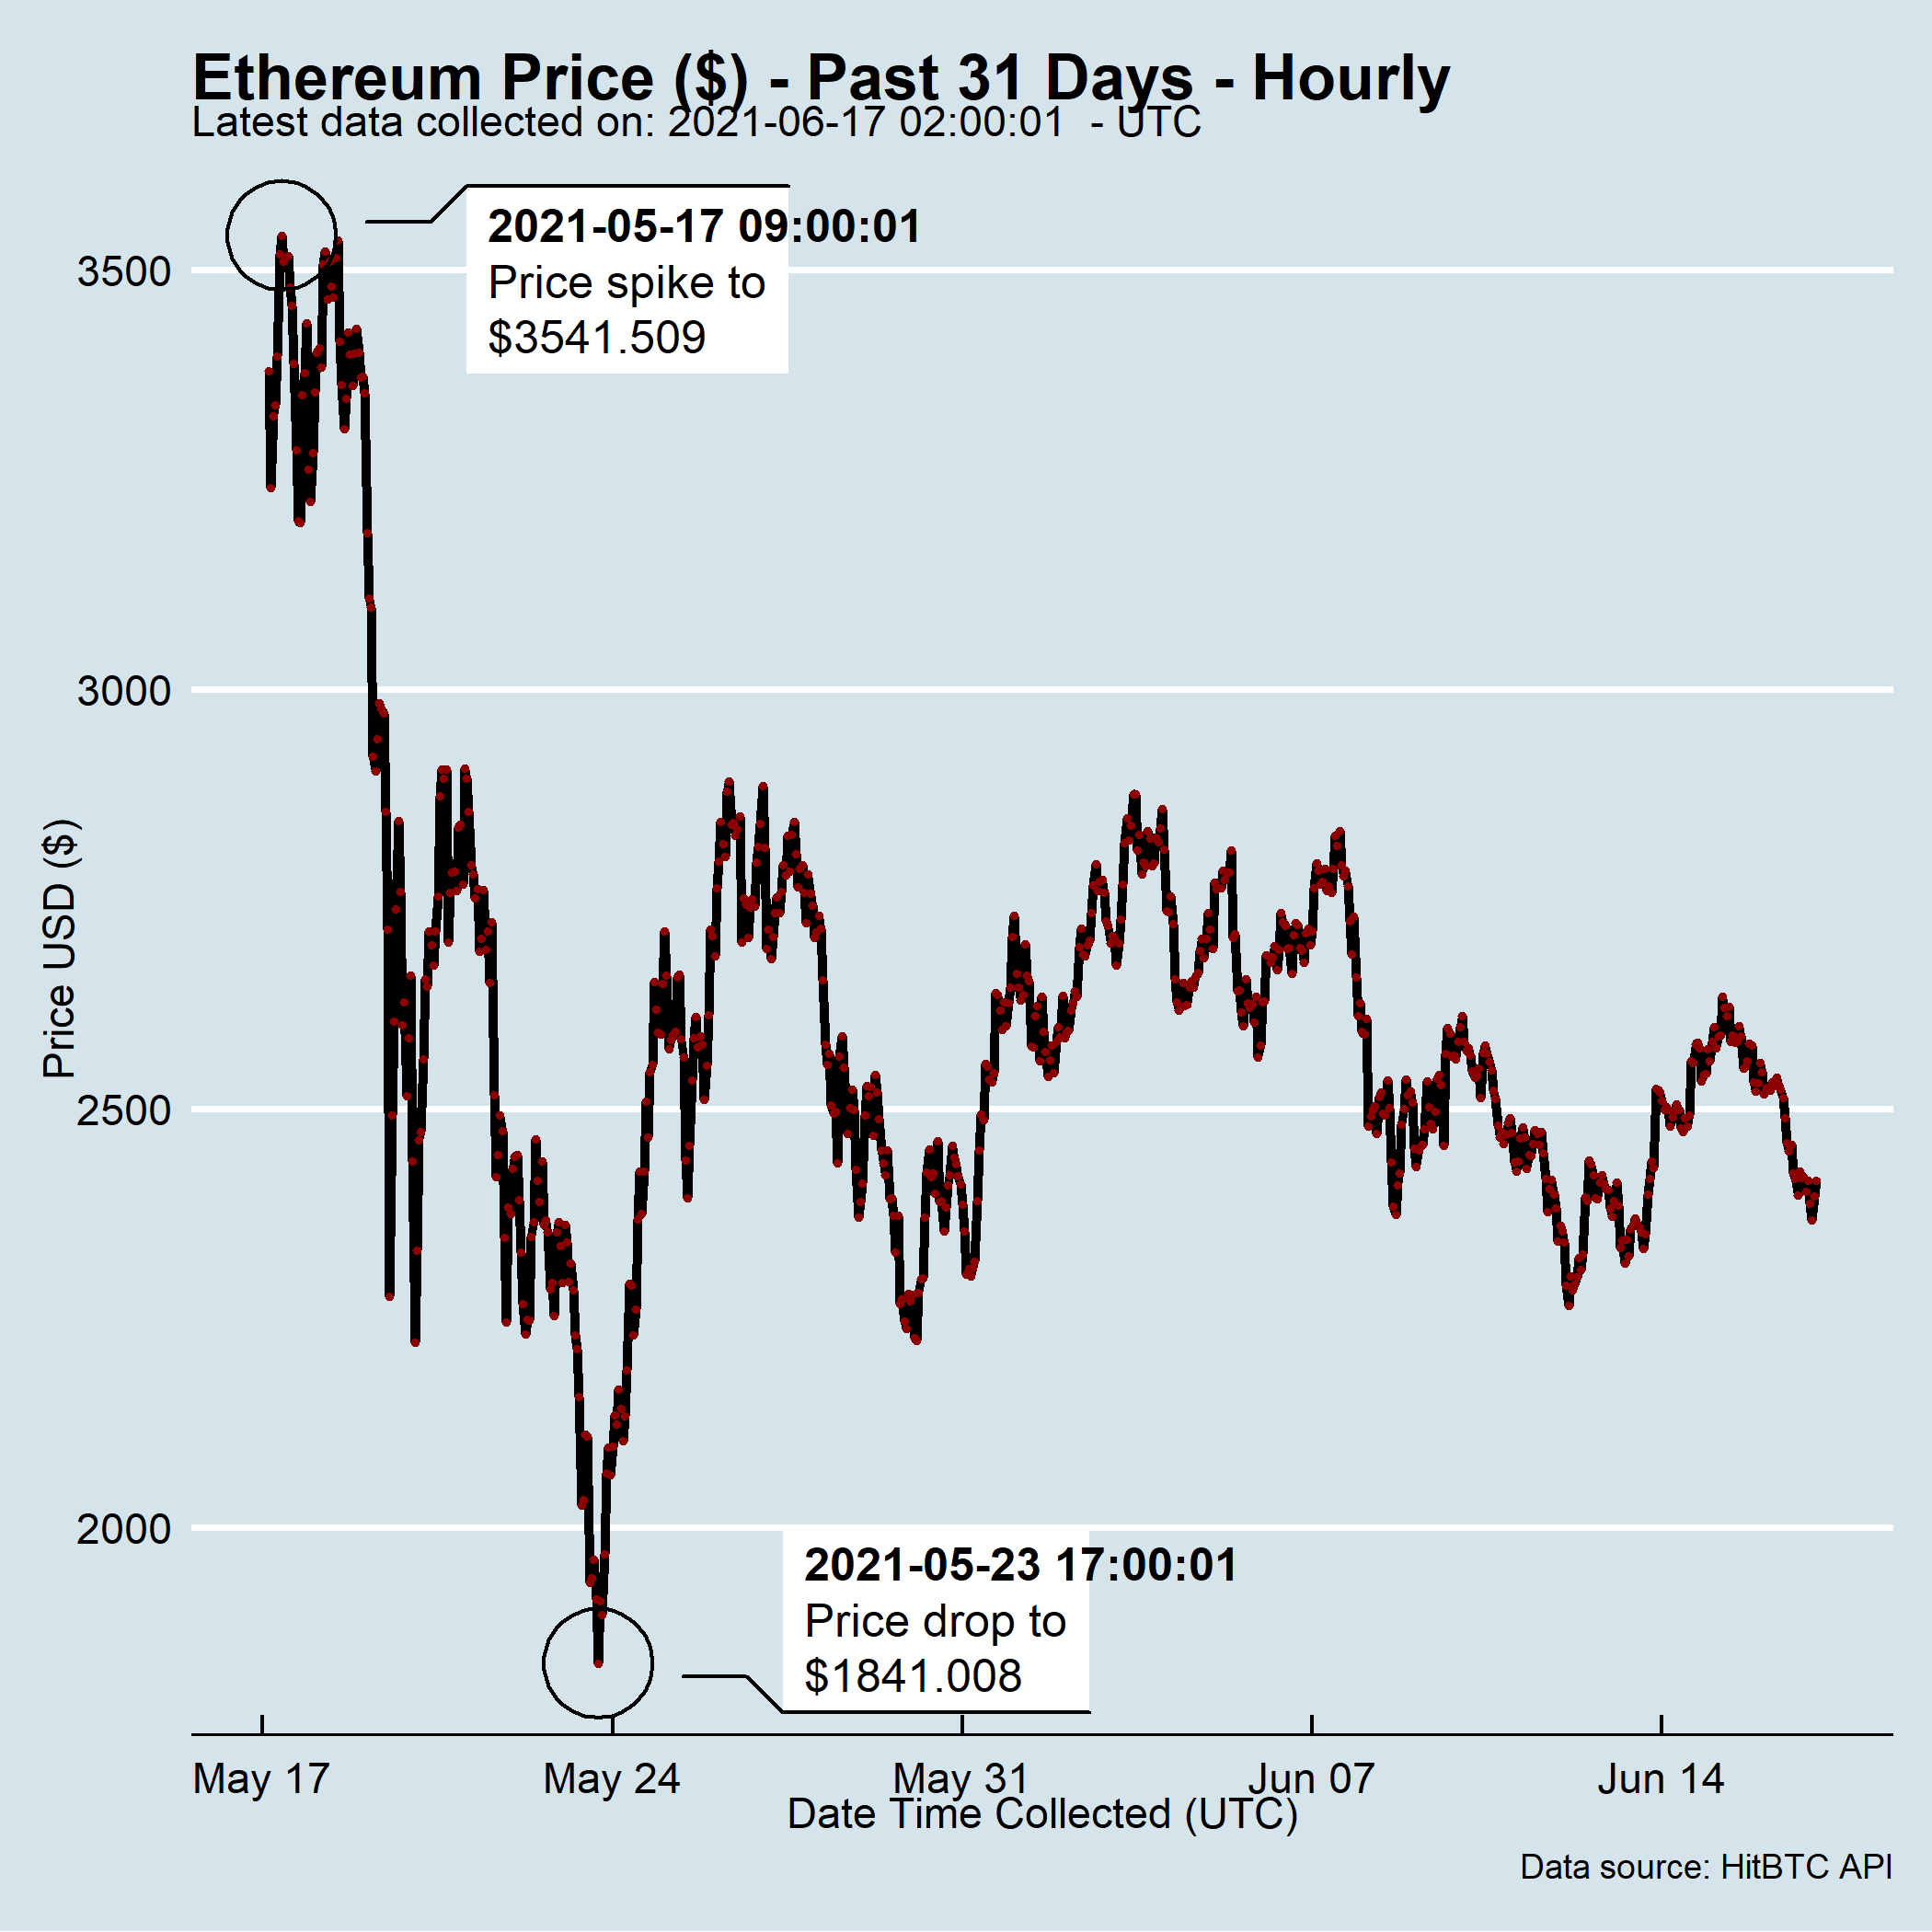 Ethereum Price ($) - Past 31 Days - Hourly
Latest data collected on: 2021-06-17 02:00:01  - UTC
2021-05-17 09:00:01
Price spike to
$3541.509
3500
3000
Price USD ($)
2500
2000
2021-05-23 17:00:01
Price drop to
$1841.008
May 17
May 24
May 31
Jun 07
Jun 14
Date Time Collected (UTC)
Data source: HitBTC API